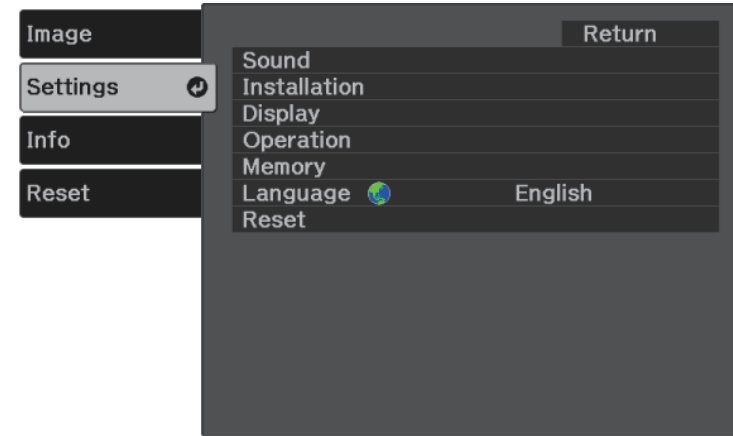 Image
Settings
Info
Reset
Return
Sound
Installation
Display
Operation
Memory
Language English
Reset